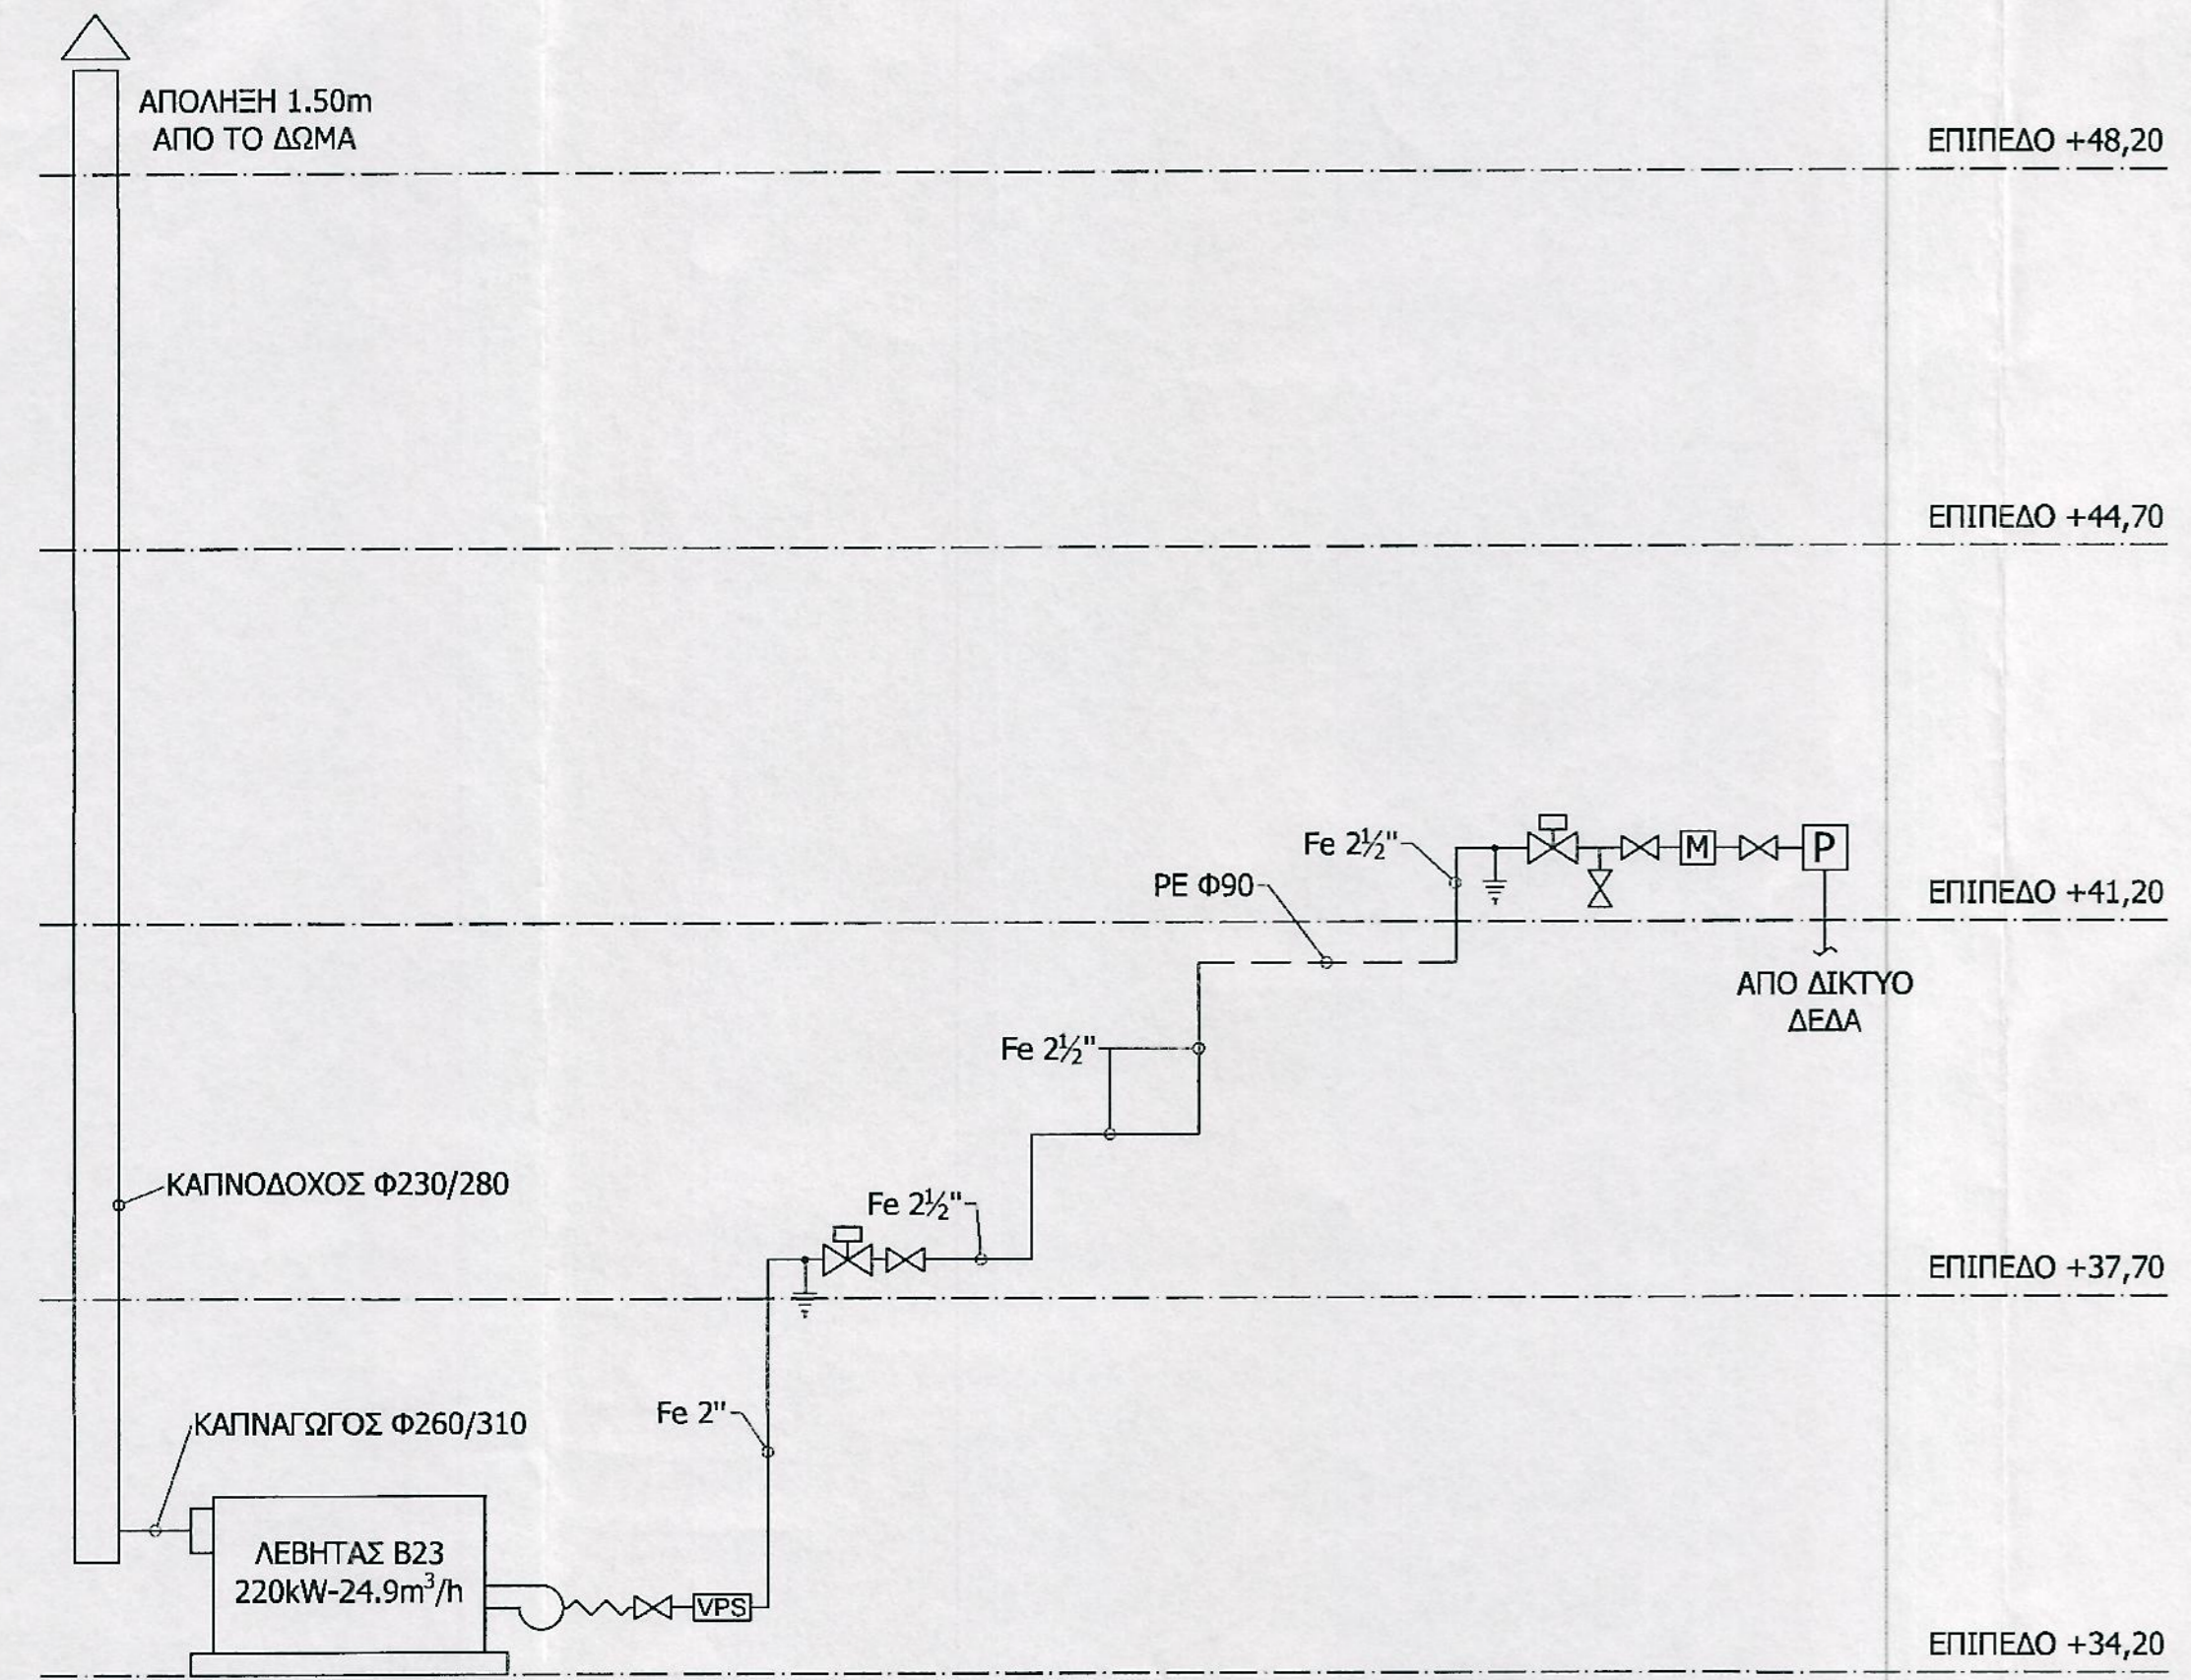 ΑΠΟΛΗΞΗ 1.50m
ΑΠΟ ΤΟ ΔΩΜΑ
ΕΠΙΠΕΔΟ +48,20
ΕΠΙΠΕΔΟ +44,70
Fe 2½"
M
P
PE Φ90
ΕΠΙΠΕΔΟ +41,20
ΑΠΟ ΔΙΚΤΥΟ
ΔΕΔΑ
Fe 2½"
ΚΑΠΝΟΔΟΧΟΣ Φ230/280
Fe 2½"
ΕΠΙΠΕΔΟ +37,70
Fe 2"
ΚΑΠΝΑΓΩΓΟΣ Φ260/310
ΛΕΒΗΤΑΣ B23
220kW-24.9m³/h
VPS
ΕΠΙΠΕΔΟ +34,20